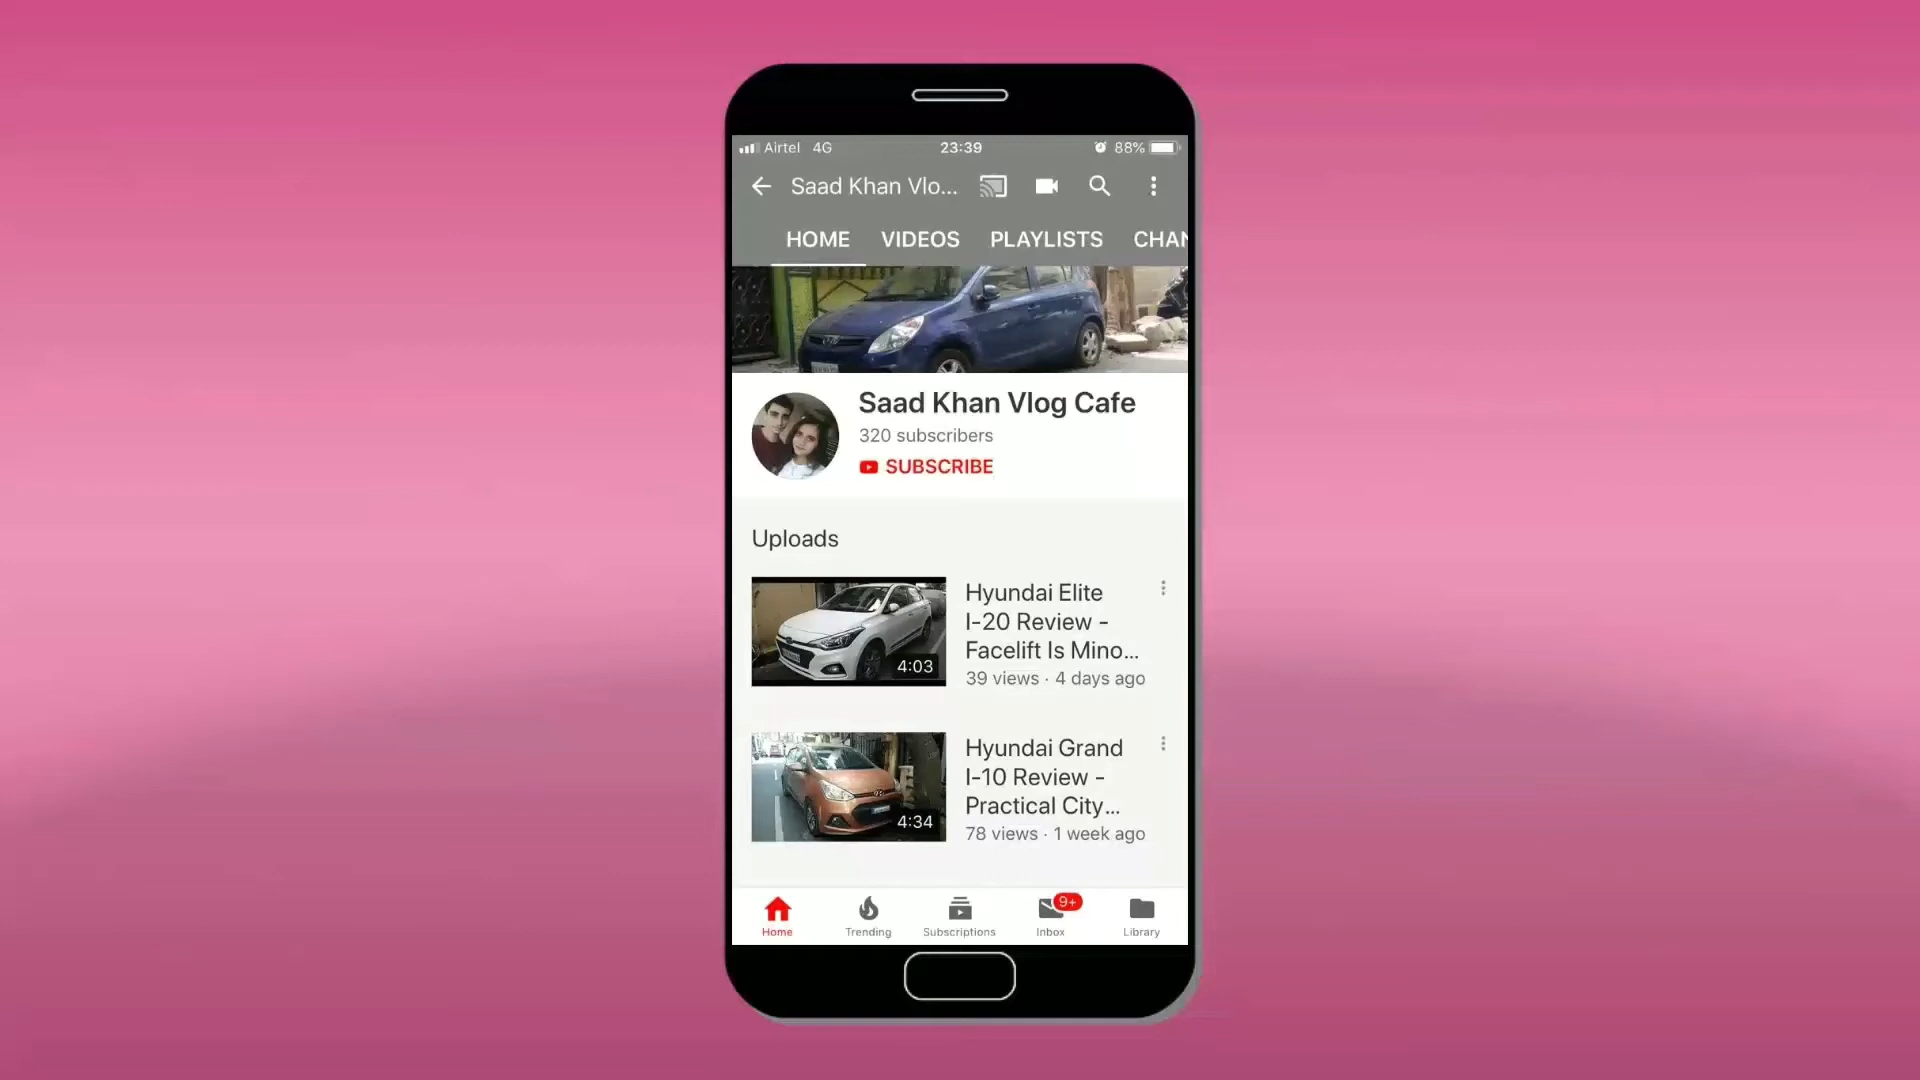 Airtel 4G 23:39 88%
Saad Khan Vlo...
HOME VIDEOS PLAYLISTS CHAN
Saad Khan Vlog Cafe
320 subscribers
SUBSCRIBE
Uploads
Hyundai Elite
I-20 Review -
Facelift Is Mino...
39 views · 4 days ago
4:03
Hyundai Grand
I-10 Review -
Practical City...
78 views · 1 week ago
4:34
9+
Home Trending Subscriptions Inbox Library